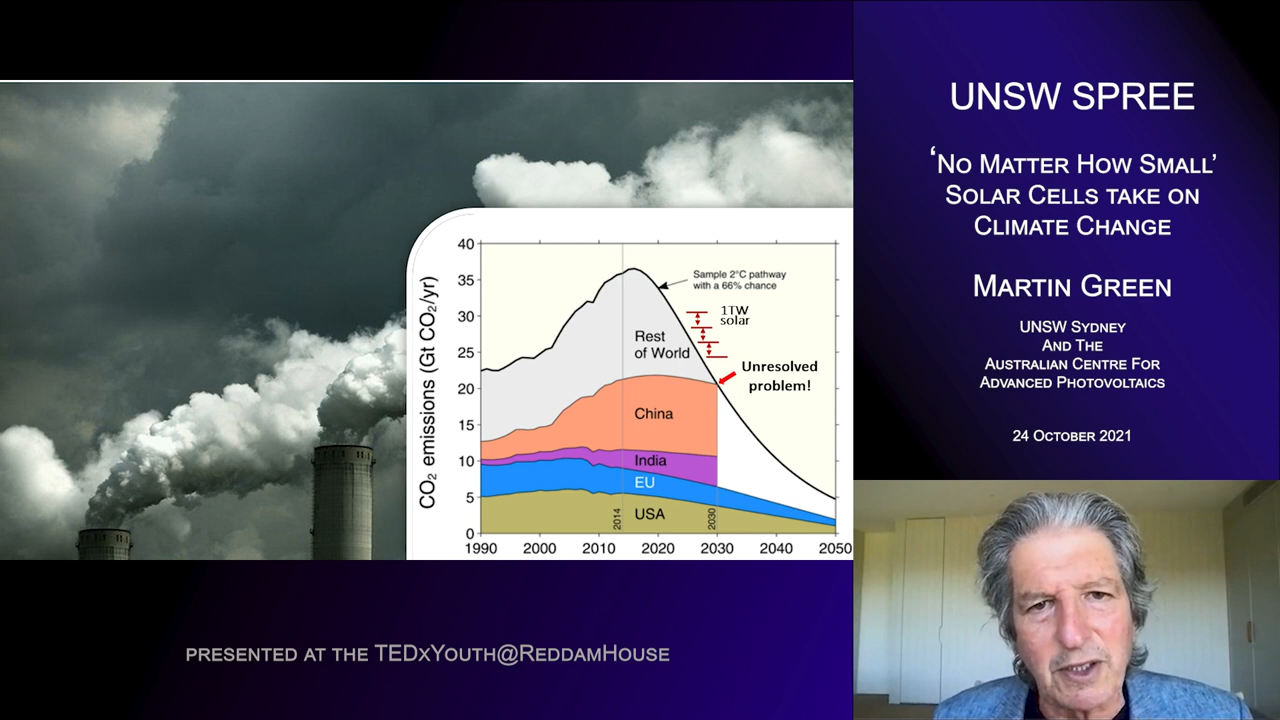 UNSW SPREE
‘No Matter How Small’
Solar Cells take on
Climate Change
Martin Green
UNSW Sydney
And The
Australian Centre For
Advanced Photovoltaics
24 October 2021
CO₂ emissions (Gt CO₂/yr)
40
35
30
25
20
15
10
5
0
1990
2000
2010
2020
2030
2040
2050
Sample 2°C pathway
with a 66% chance
1TW
solar
Unresolved
problem!
Rest
of World
China
India
EU
USA
2014
2030
PRESENTED AT THE TEDxYouth@ReddamHouse